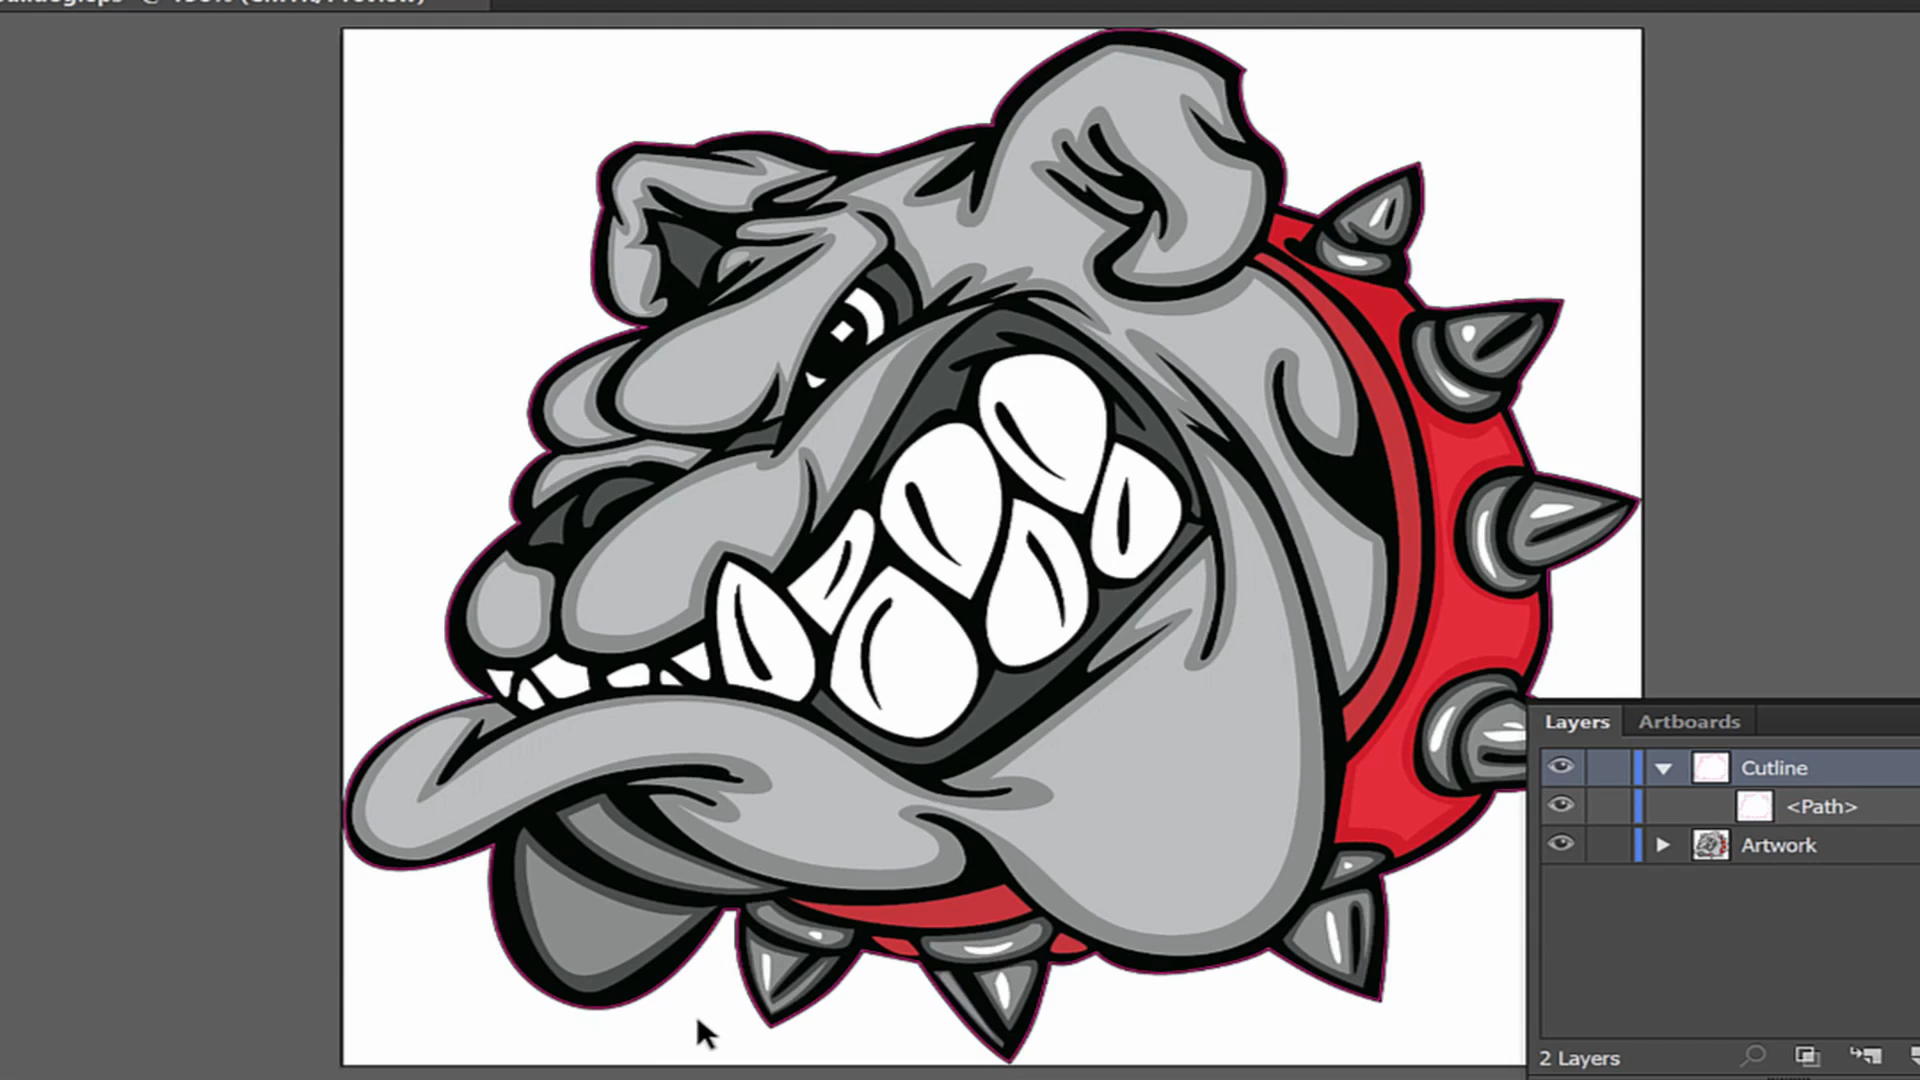 Layers Artboards
Cutline
<Path>
Artwork
2 Layers